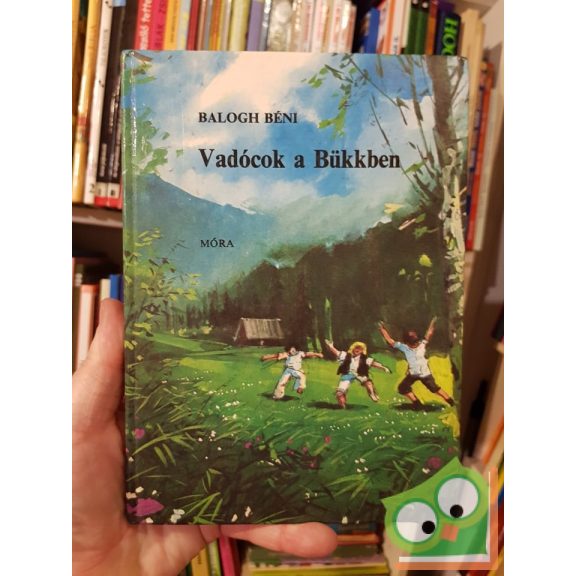 BALOGH BÉNI
Vadócok a Bükkben
MÓRA